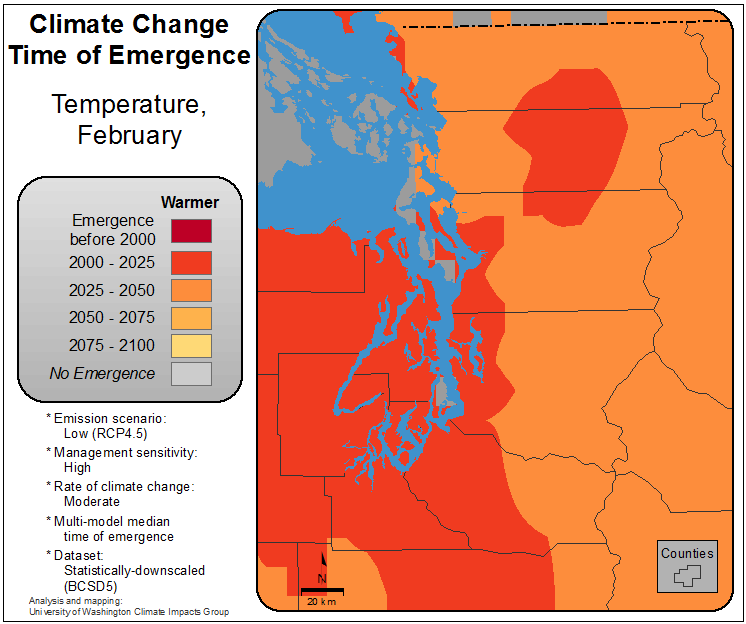 Climate Change
Time of Emergence
Temperature,
February
Warmer
Emergence
before 2000
2000 - 2025
2025 - 2050
2050 - 2075
2075 - 2100
No Emergence
* Emission scenario:
Low (RCP4.5)
* Management sensitivity:
High
* Rate of climate change:
Moderate
* Multi-model median
time of emergence
* Dataset:
Statistically-downscaled
(BCSD5)
Analysis and mapping:
University of Washington Climate Impacts Group
N
20 km
Counties